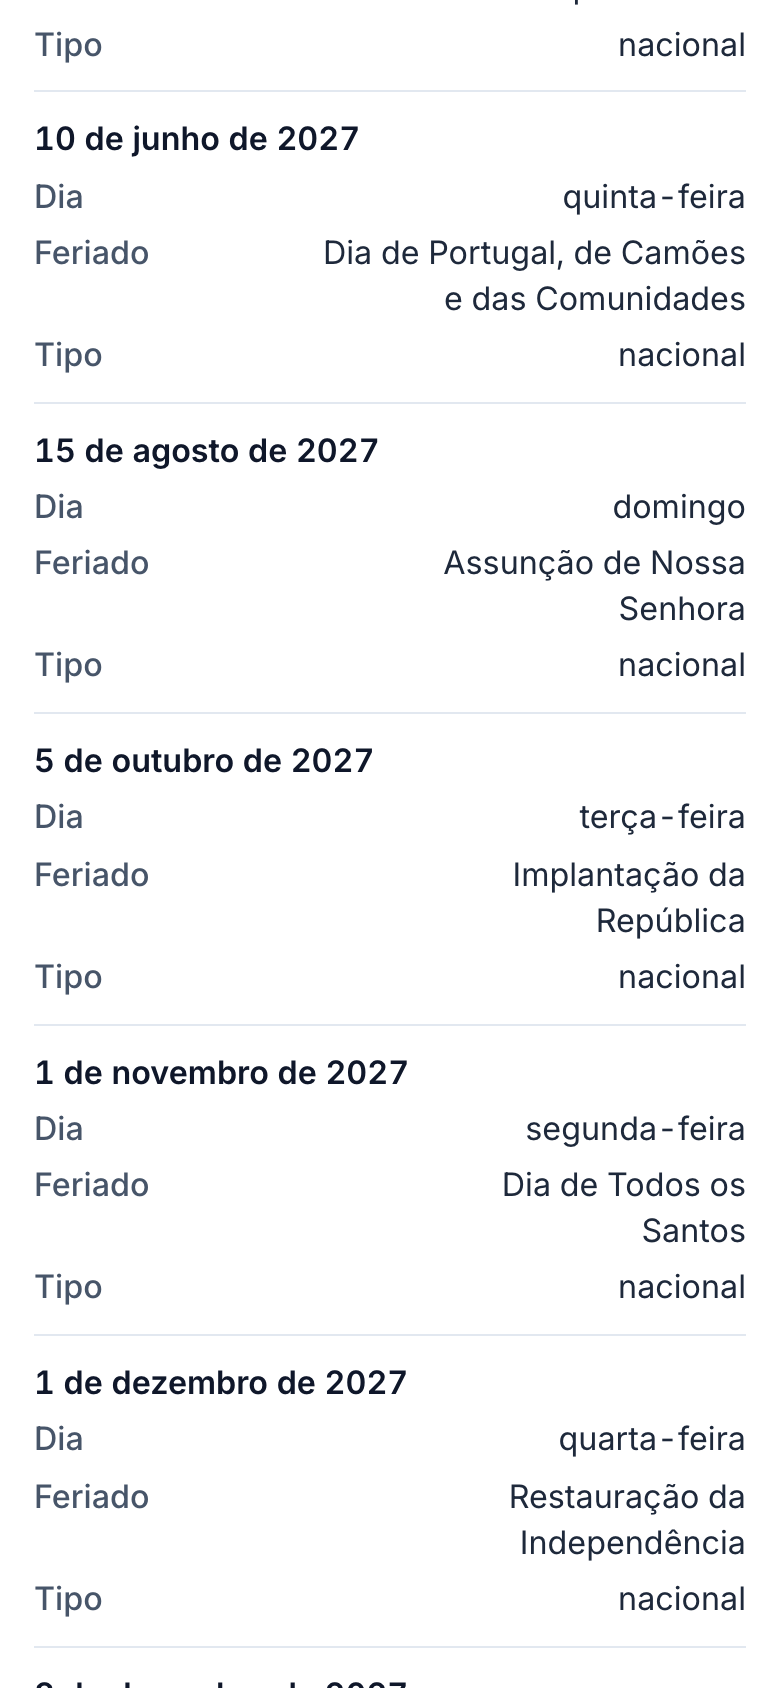 Tipo nacional
10 de junho de 2027
Dia quinta-feira
Feriado Dia de Portugal, de Camões
e das Comunidades
Tipo nacional
15 de agosto de 2027
Dia domingo
Feriado Assunção de Nossa
Senhora
Tipo nacional
5 de outubro de 2027
Dia terça-feira
Feriado Implantação da
República
Tipo nacional
1 de novembro de 2027
Dia segunda-feira
Feriado Dia de Todos os
Santos
Tipo nacional
1 de dezembro de 2027
Dia quarta-feira
Feriado Restauração da
Independência
Tipo nacional